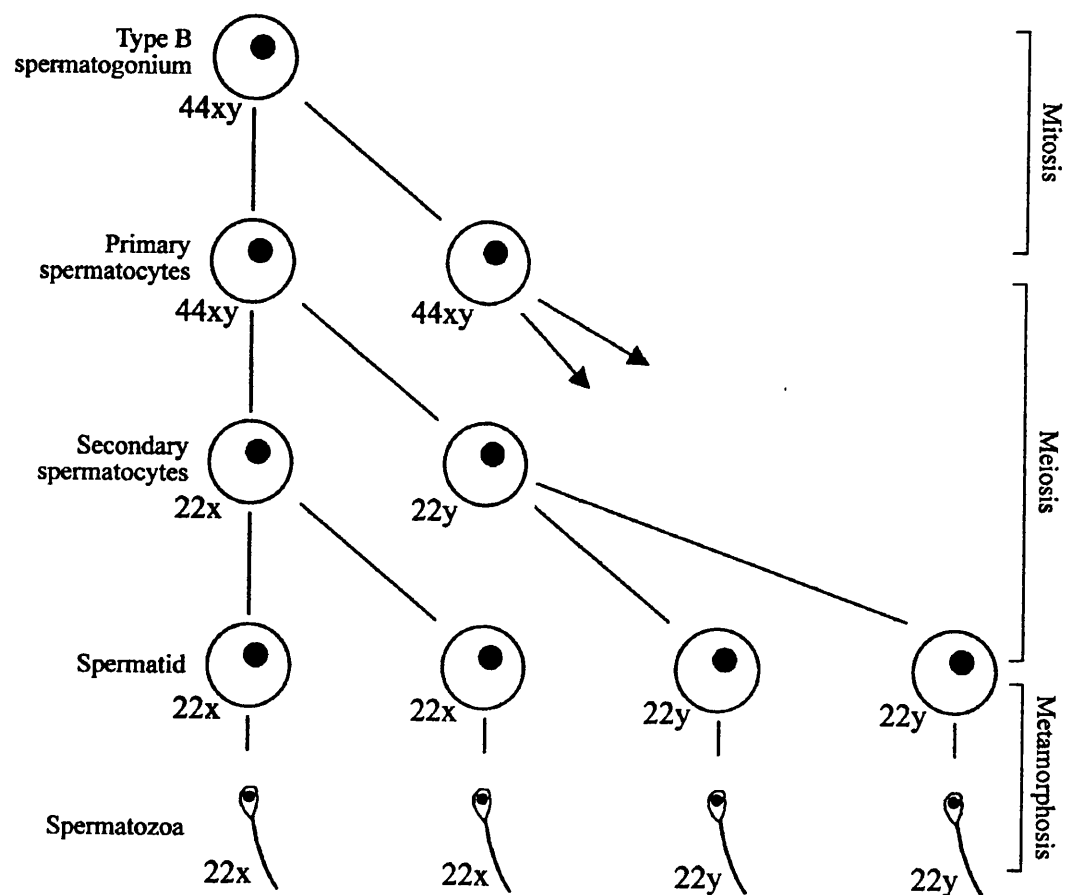 Type B
spermatogonium
44xy
Mitosis
Primary
spermatocytes
44xy
44xy
Secondary
spermatocytes
22x
22y
Meiosis
Spermatid
22x
22x
22y
22y
Metamorphosis
Spermatozoa
22x
22x
22y
22y